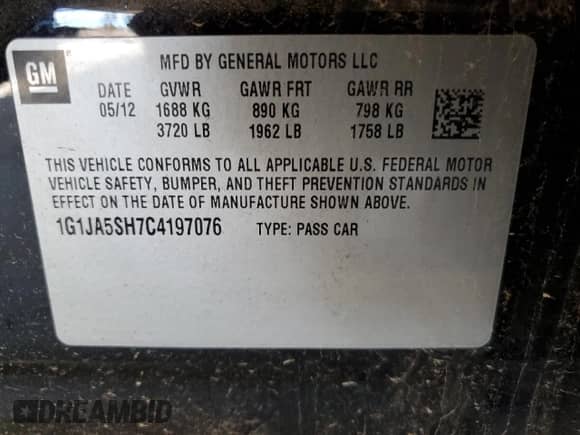 GM
MFD BY GENERAL MOTORS LLC
DATE GVWR GAWR FRT GAWR RR
05/12 1688 KG 890 KG 798 KG
3720 LB 1962 LB 1758 LB
THIS VEHICLE CONFORMS TO ALL APPLICABLE U.S. FEDERAL MOTOR
VEHICLE SAFETY, BUMPER, AND THEFT PREVENTION STANDARDS IN
EFFECT ON THE DATE OF MANUFACTURE SHOWN ABOVE.
1G1JA5SH7C4197076 TYPE: PASS CAR
DREAMBID